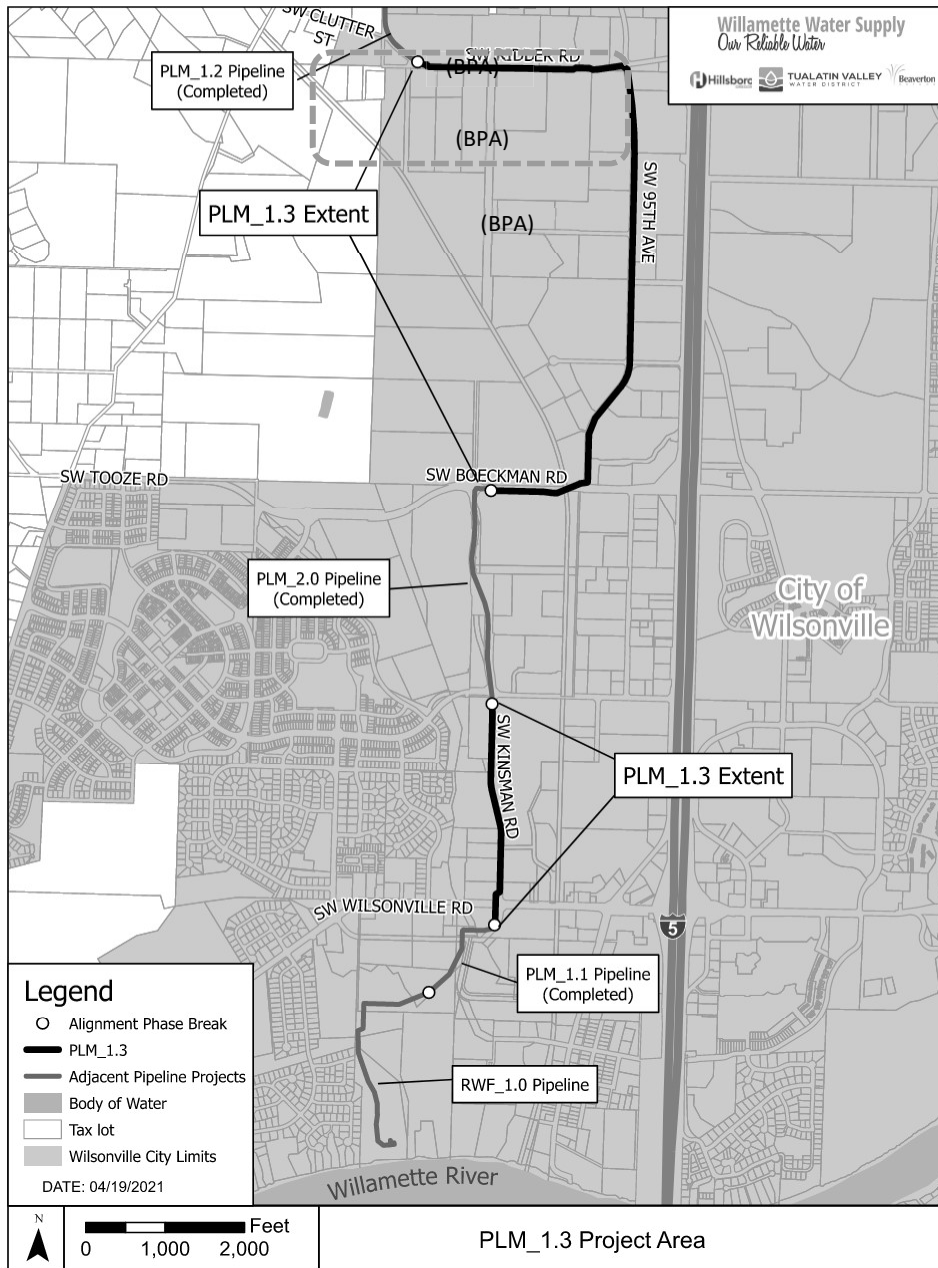 SW CLUTTER
ST
Willamette Water Supply
Our Reliable Water
Hillsboro
TUALATIN VALLEY
WATER DISTRICT
Beaverton
PLM_1.2 Pipeline
(Completed)
SW RIDDER RD
(BPA)
(BPA)
PLM_1.3 Extent
(BPA)
SW 95TH AVE
SW TOOZE RD
SW BOECKMAN RD
PLM_2.0 Pipeline
(Completed)
City of
Wilsonville
SW KINSMAN RD
PLM_1.3 Extent
SW WILSONVILLE RD
5
PLM_1.1 Pipeline
(Completed)
RWF_1.0 Pipeline
Willamette River
Legend
Alignment Phase Break
PLM_1.3
Adjacent Pipeline Projects
Body of Water
Tax lot
Wilsonville City Limits
DATE: 04/19/2021
N
Feet
0 1,000 2,000
PLM_1.3 Project Area